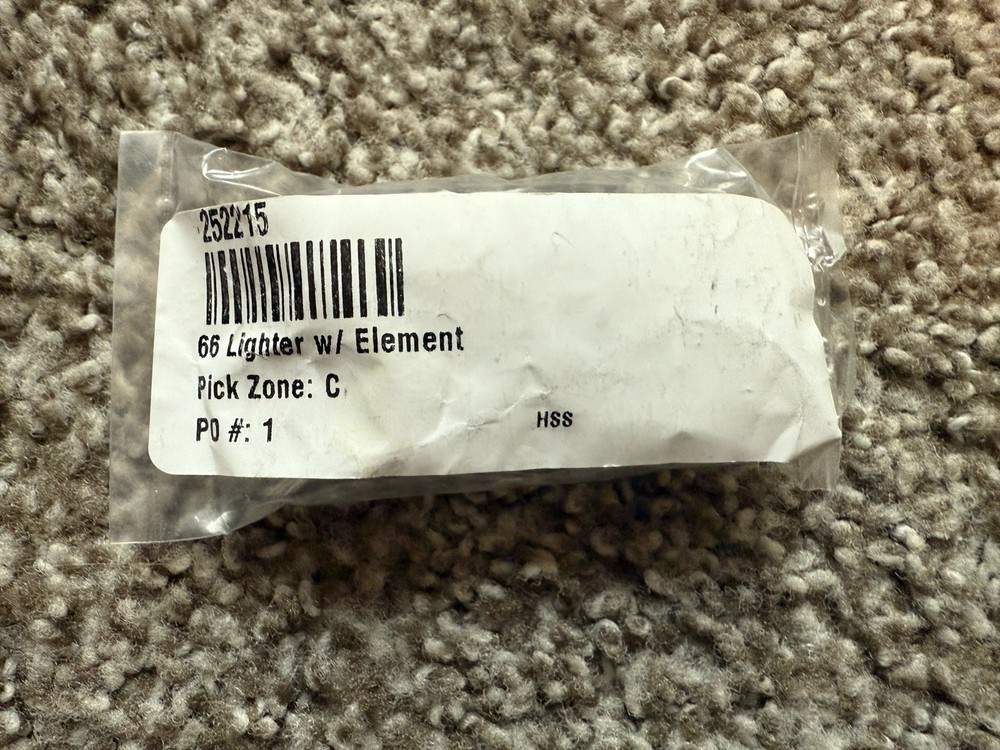 252215
66 Lighter w/ Element
Pick Zone: C
PO #: 1
HSS